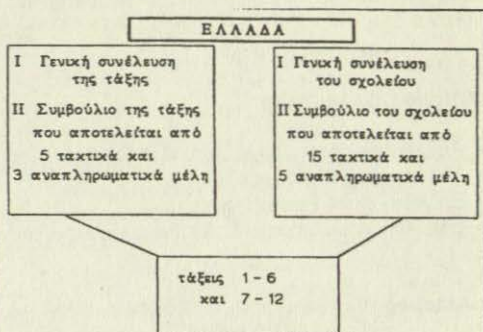 ΕΛΛΑΔΑ
Ι Γενική συνέλευση
της τάξης
ΙΙ Συμβούλιο της τάξης
που αποτελείται από
5 τακτικά και
3 αναπληρωματικά μέλη
Ι Γενική συνέλευση
του σχολείου
ΙΙ Συμβούλιο του σχολείου
που αποτελείται από
15 τακτικά και
5 αναπληρωματικά μέλη
τάξεις 1 - 6
και 7 - 12